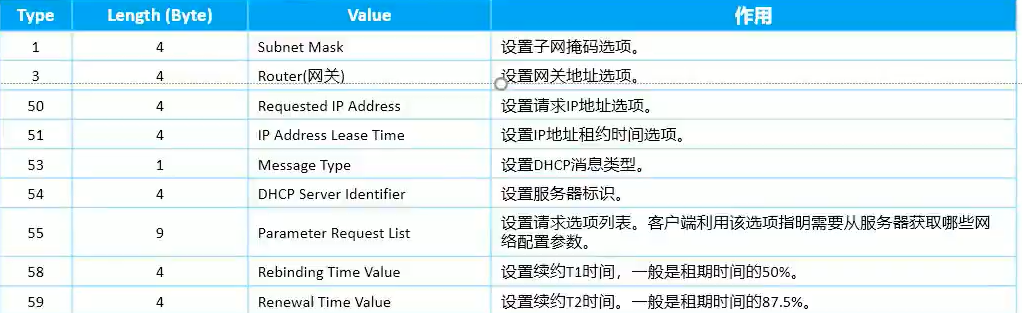 Type Length (Byte) Value 作用
1 4 Subnet Mask 设置子网掩码选项。
3 4 Router(网关) 设置网关地址选项。
50 4 Requested IP Address 设置请求IP地址选项。
51 4 IP Address Lease Time 设置IP地址租约时间选项。
53 1 Message Type 设置DHCP消息类型。
54 4 DHCP Server Identifier 设置服务器标识。
55 9 Parameter Request List 设置请求选项列表。客户端利用该选项指明需要从服务器获取哪些网
络配置参数。
58 4 Rebinding Time Value 设置续约T1时间，一般是租期时间的50%。
59 4 Renewal Time Value 设置续约T2时间。一般是租期时间的87.5%。